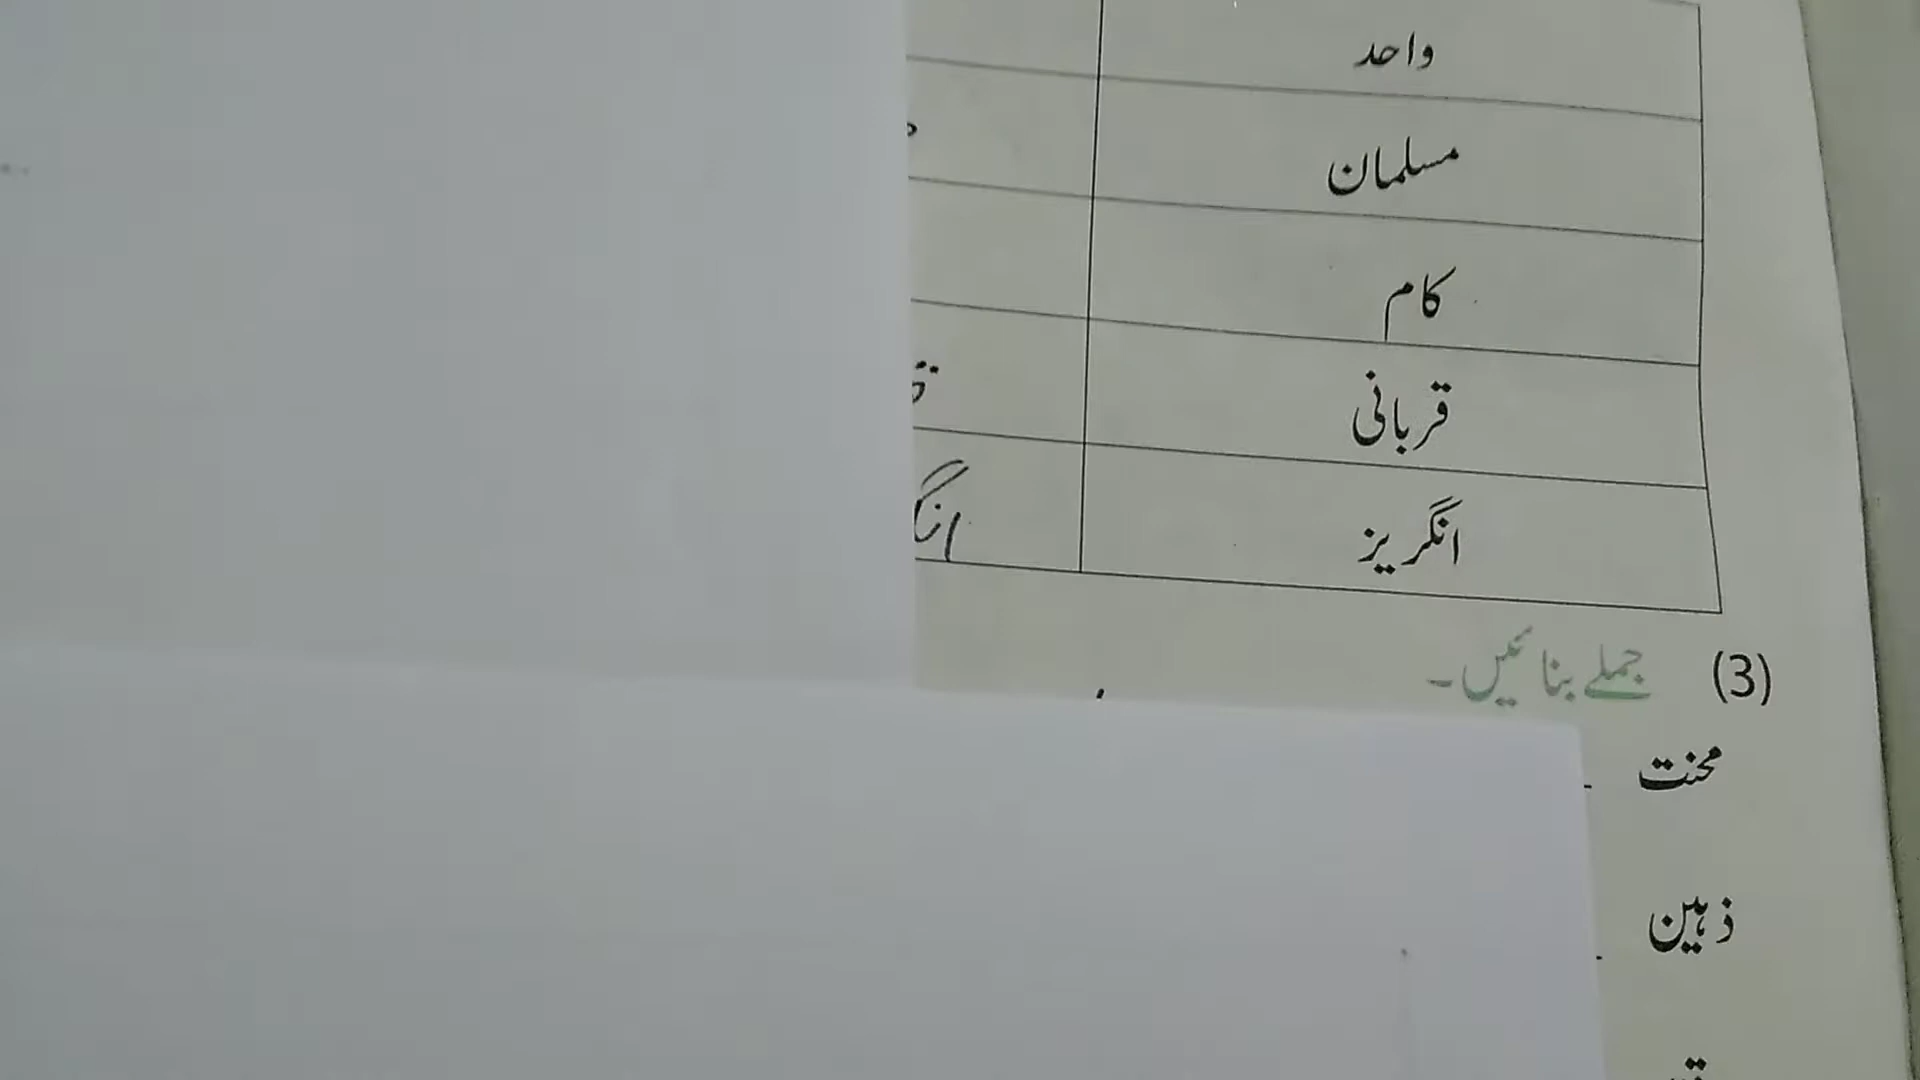 واحد
مسلمان
کام
قربانی
انگریز
(3) جملے بنائیں۔
محنت
ذہین